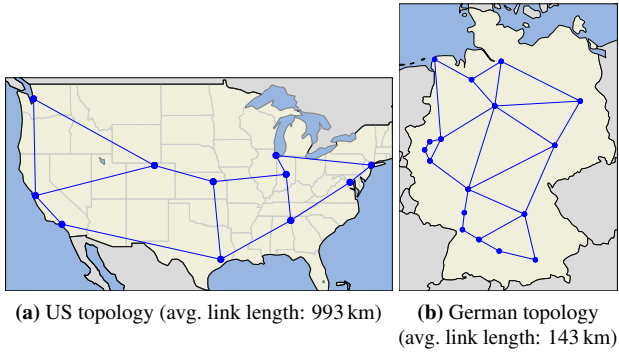 (a) US topology (avg. link length: 993 km)
(b) German topology
(avg. link length: 143 km)